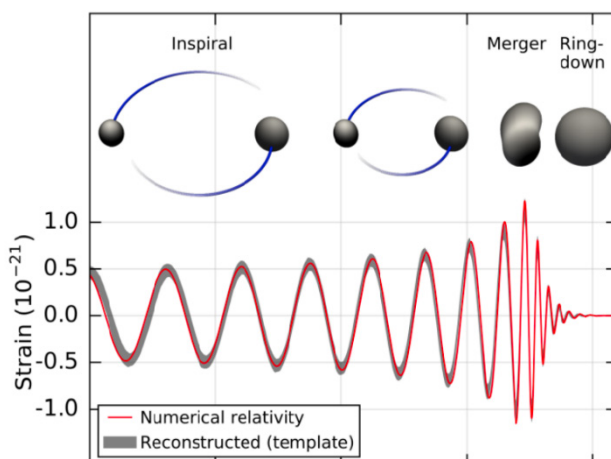 Inspiral
Merger
Ring-
down
1.0
0.5
0.0
-0.5
-1.0
Strain (10⁻²¹)
Numerical relativity
Reconstructed (template)